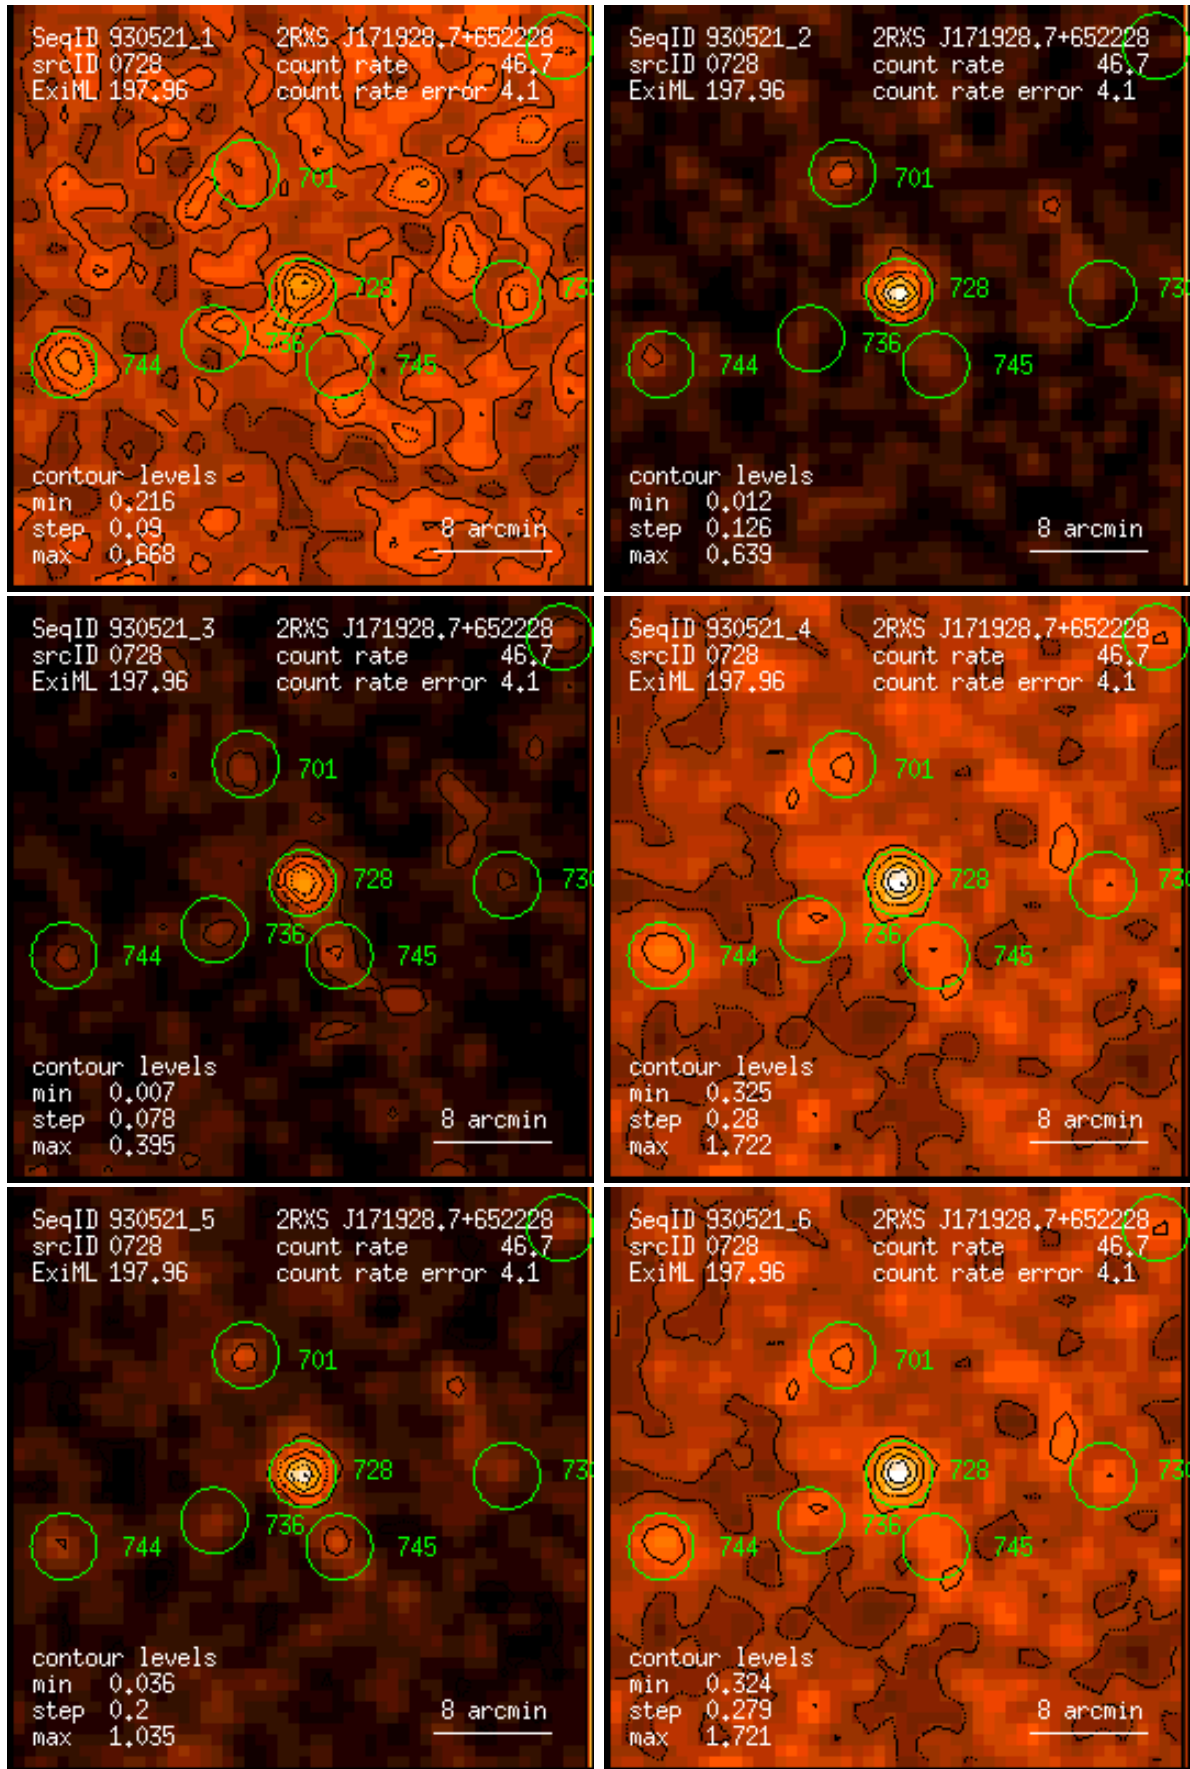 SeqID 930521_1 2RXS J171928.7+652228
srcID 0728 count rate 46.7
ExiML 197.96 count rate error 4.1
701
728
730
736
744
745
contour levels
min 0.216
step 0.09 8 arcmin
max 0.668
SeqID 930521_2 2RXS J171928.7+652228
srcID 0728 count rate 46.7
ExiML 197.96 count rate error 4.1
701
728
73
736
744
745
contour levels
min 0.012
step 0.126 8 arcmin
max 0.639
SeqID 930521_3 2RXS J171928.7+652228
srcID 0728 count rate 46.7
ExiML 197.96 count rate error 4.1
701
728
730
736
744
745
contour levels
min 0.007
step 0.078 8 arcmin
max 0.395
SeqID 930521_4 2RXS J171928.7+652228
srcID 0728 count rate 46.7
ExiML 197.96 count rate error 4.1
701
728
73
736
744
745
contour levels
min 0.325
step 0.28 8 arcmin
max 1.722
SeqID 930521_5 2RXS J171928.7+652228
srcID 0728 count rate 46.7
ExiML 197.96 count rate error 4.1
701
728
730
736
744
745
contour levels
min 0.036
step 0.2 8 arcmin
max 1.035
SeqID 930521_6 2RXS J171928.7+652228
srcID 0728 count rate 46.7
ExiML 197.96 count rate error 4.1
701
728
73
736
744
745
contour levels
min 0.324
step 0.279 8 arcmin
max 1.721